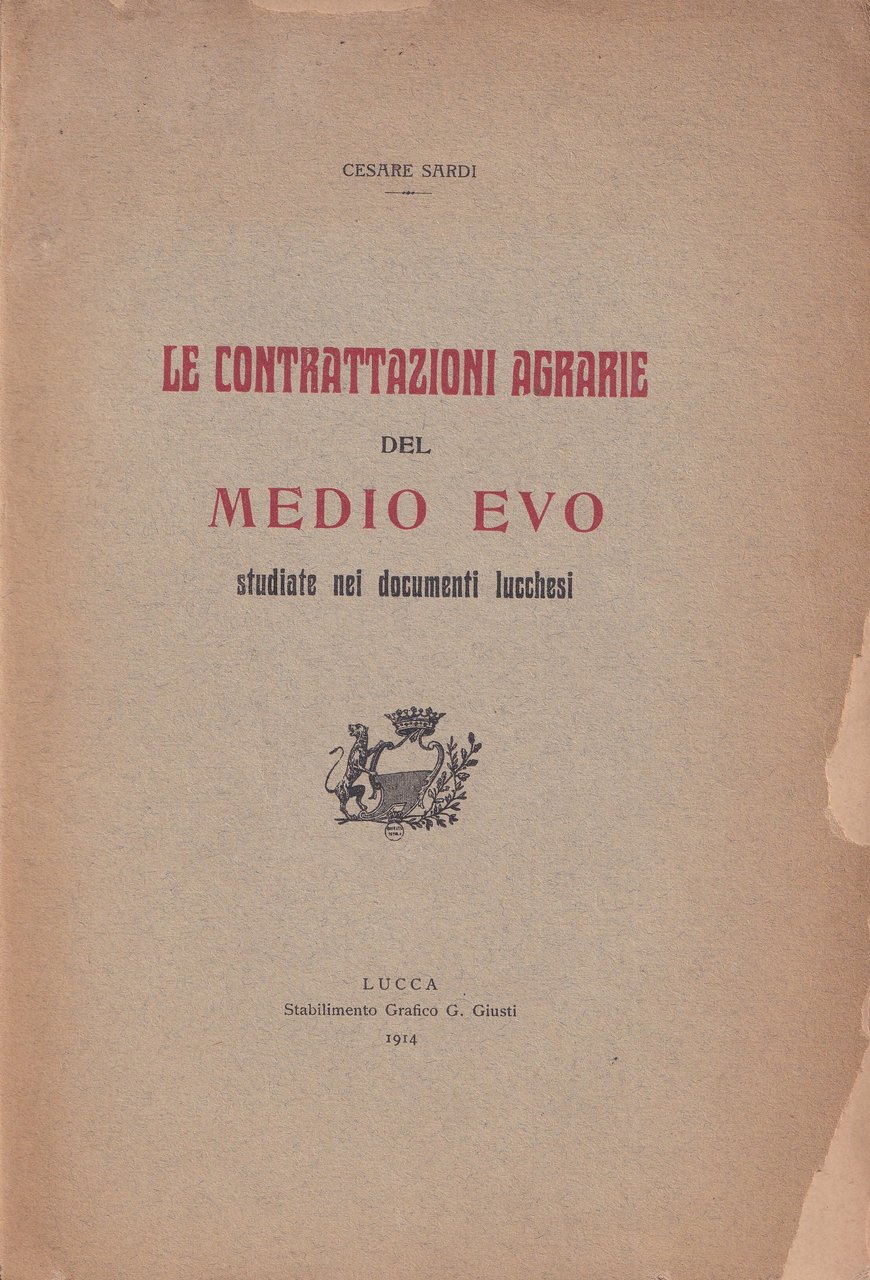 CESARE SARDI
LE CONTRATTAZIONI AGRARIE
DEL
MEDIO EVO
studiate nei documenti lucchesi
LUCCA
Stabilimento Grafico G. Giusti
1914